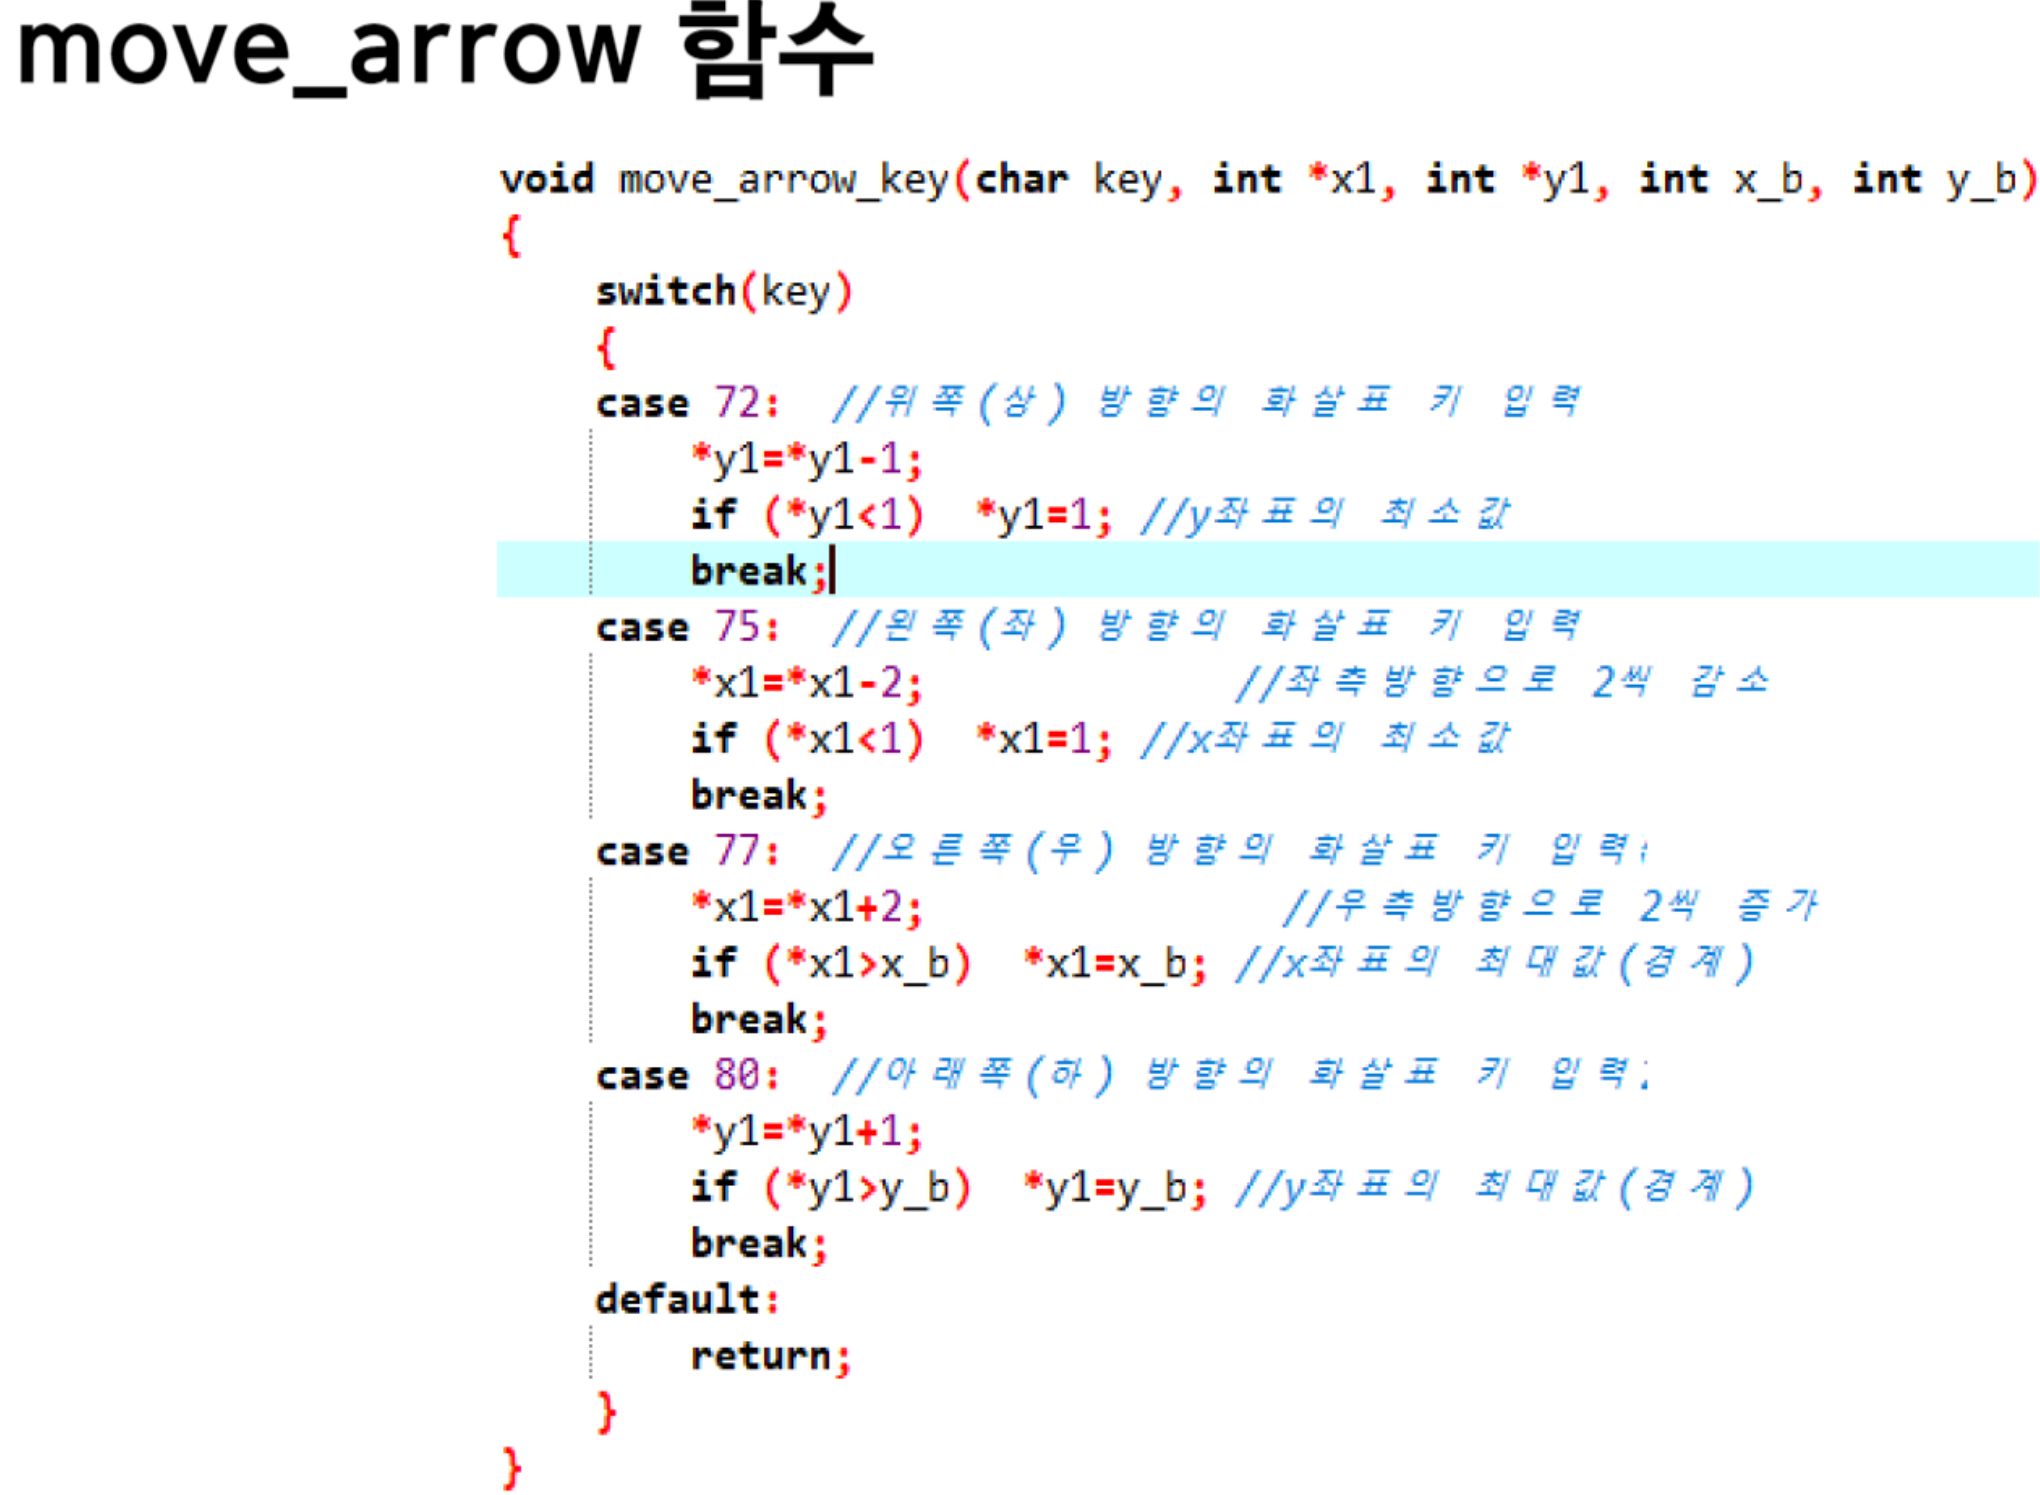 move_arrow 함수
void move_arrow_key(char key, int *x1, int *y1, int x_b, int y_b)
{
switch(key)
{
case 72: //위쪽(상) 방향의 화살표 키 입력
*y1=*y1-1;
if (*y1<1) *y1=1; //y좌표의 최소값
break;
case 75: //왼쪽(좌) 방향의 화살표 키 입력
*x1=*x1-2; //좌측방향으로 2씩 감소
if (*x1<1) *x1=1; //x좌표의 최소값
break;
case 77: //오른쪽(우) 방향의 화살표 키 입력
*x1=*x1+2; //우측방향으로 2씩 증가
if (*x1>x_b) *x1=x_b; //x좌표의 최대값(경계)
break;
case 80: //아래쪽(하) 방향의 화살표 키 입력
*y1=*y1+1;
if (*y1>y_b) *y1=y_b; //y좌표의 최대값(경계)
break;
default:
return;
}
}